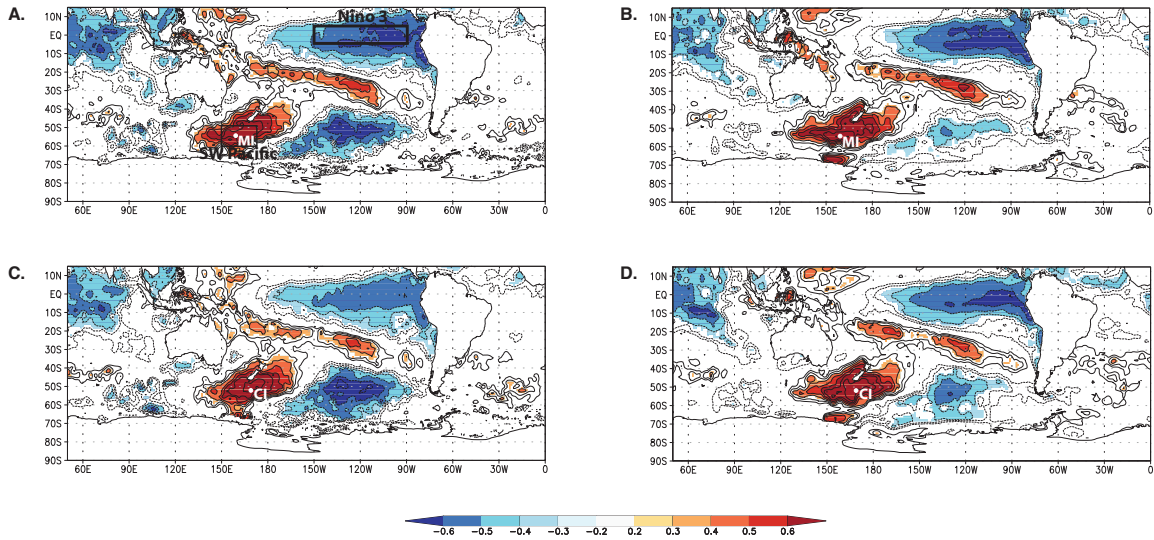 A.
Nino 3
10N
EQ
10S
20S
30S
40S
50S
60S
70S
80S
90S
MI
SW Pacific
60E 90E 120E 150E 180 150W 120W 90W 60W 30W 0
B.
10N
EQ
10S
20S
30S
40S
50S
60S
70S
80S
90S
MI
60E 90E 120E 150E 180 150W 120W 90W 60W 30W 0
C.
10N
EQ
10S
20S
30S
40S
50S
60S
70S
80S
90S
CI
60E 90E 120E 150E 180 150W 120W 90W 60W 30W 0
D.
10N
EQ
10S
20S
30S
40S
50S
60S
70S
80S
90S
CI
60E 90E 120E 150E 180 150W 120W 90W 60W 30W 0
-0.6 -0.5 -0.4 -0.3 -0.2 0.2 0.3 0.4 0.5 0.6